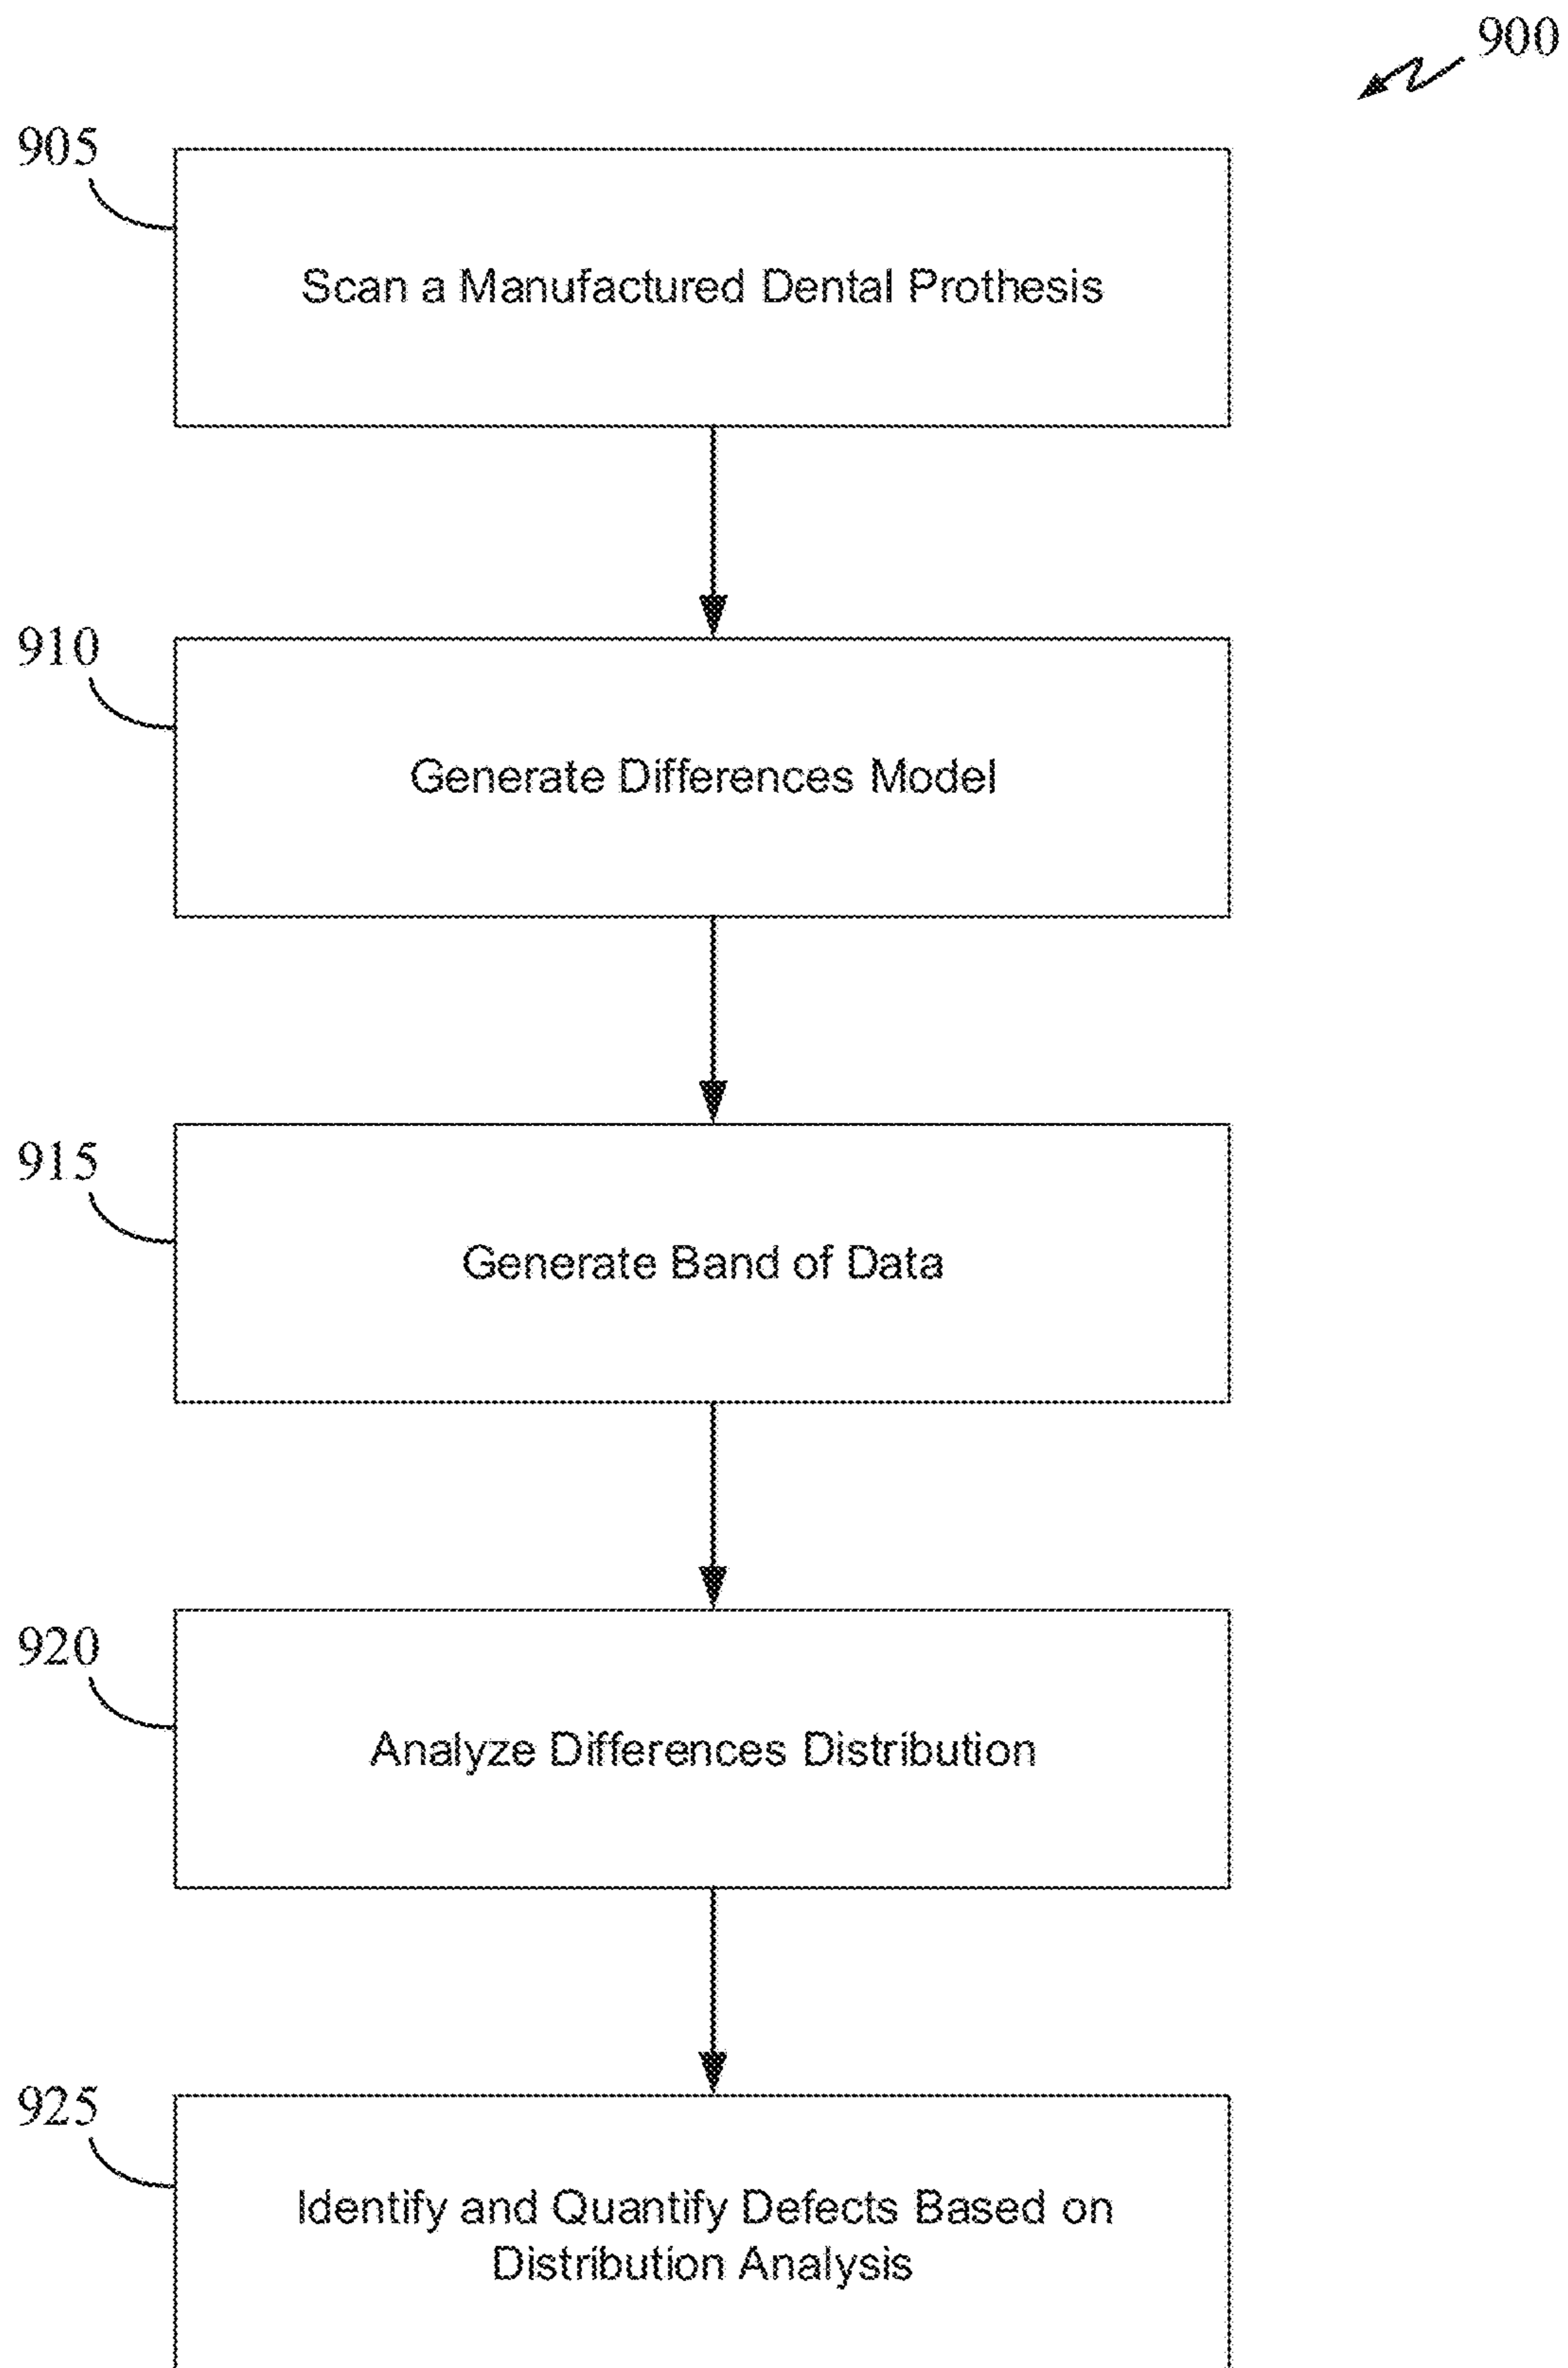 900
905
Scan a Manufactured Dental Prothesis
910
Generate Differences Model
915
Generate Band of Data
920
Analyze Differences Distribution
925
Identify and Quantify Defects Based on
Distribution Analysis